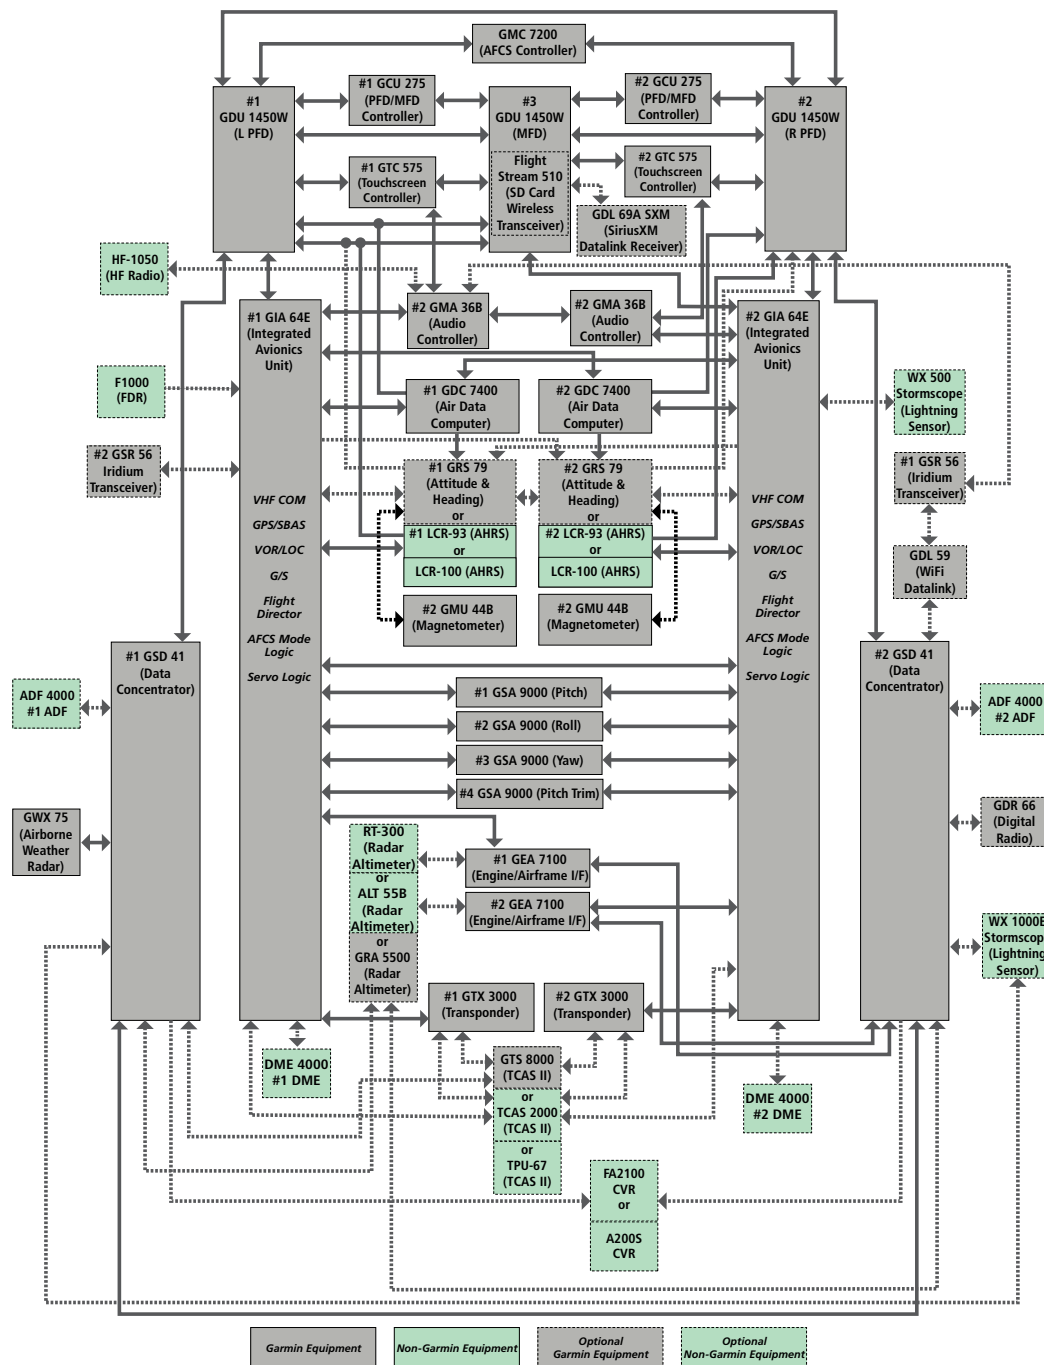 GMC 7200
(AFCS Controller)
#1
GDU 1450W
(L PFD)
#1 GCU 275
(PFD/MFD
Controller)
#3
GDU 1450W
(MFD)
#2 GCU 275
(PFD/MFD
Controller)
#2
GDU 1450W
(R PFD)
#1 GTC 575
(Touchscreen
Controller)
Flight
Stream 510
(SD Card
Wireless
Transceiver)
#2 GTC 575
(Touchscreen
Controller)
GDL 69A SXM
(SiriusXM
Datalink Receiver)
HF-1050
(HF Radio)
#1 GIA 64E
(Integrated
Avionics
Unit)
#2 GMA 36B
(Audio
Controller)
#2 GMA 36B
(Audio
Controller)
#2 GIA 64E
(Integrated
Avionics
Unit)
F1000
(FDR)
#1 GDC 7400
(Air Data
Computer)
#2 GDC 7400
(Air Data
Computer)
WX 500
Stormscope
(Lightning
Sensor)
#2 GSR 56
Iridium
Transceiver)
#1 GRS 79
(Attitude &
Heading)
or
#1 LCR-93 (AHRS)
or
LCR-100 (AHRS)
#2 GRS 79
(Attitude &
Heading)
or
#2 LCR-93 (AHRS)
or
LCR-100 (AHRS)
#1 GSR 56
(Iridium
Transceiver)
VHF COM
GPS/SBAS
VOR/LOC
G/S
Flight
Director
AFCS Mode
Logic
Servo Logic
VHF COM
GPS/SBAS
VOR/LOC
G/S
Flight
Director
AFCS Mode
Logic
Servo Logic
GDL 59
(WiFi
Datalink)
#2 GMU 44B
(Magnetometer)
#2 GMU 44B
(Magnetometer)
#1 GSD 41
(Data
Concentrator)
#2 GSD 41
(Data
Concentrator)
ADF 4000
#1 ADF
#1 GSA 9000 (Pitch)
#2 GSA 9000 (Roll)
#3 GSA 9000 (Yaw)
#4 GSA 9000 (Pitch Trim)
ADF 4000
#2 ADF
GWX 75
(Airborne
Weather
Radar)
GDR 66
(Digital
Radio)
RT-300
(Radar
Altimeter)
or
ALT 55B
(Radar
Altimeter)
or
GRA 5500
(Radar
Altimeter)
#1 GEA 7100
(Engine/Airframe I/F)
#2 GEA 7100
(Engine/Airframe I/F)
WX 1000E
Stormscope
(Lightning
Sensor)
#1 GTX 3000
(Transponder)
#2 GTX 3000
(Transponder)
DME 4000
#1 DME
GTS 8000
(TCAS II)
or
TCAS 2000
(TCAS II)
or
TPU-67
(TCAS II)
DME 4000
#2 DME
FA2100
CVR
or
A200S
CVR
Garmin Equipment
Non-Garmin Equipment
Optional
Garmin Equipment
Optional
Non-Garmin Equipment